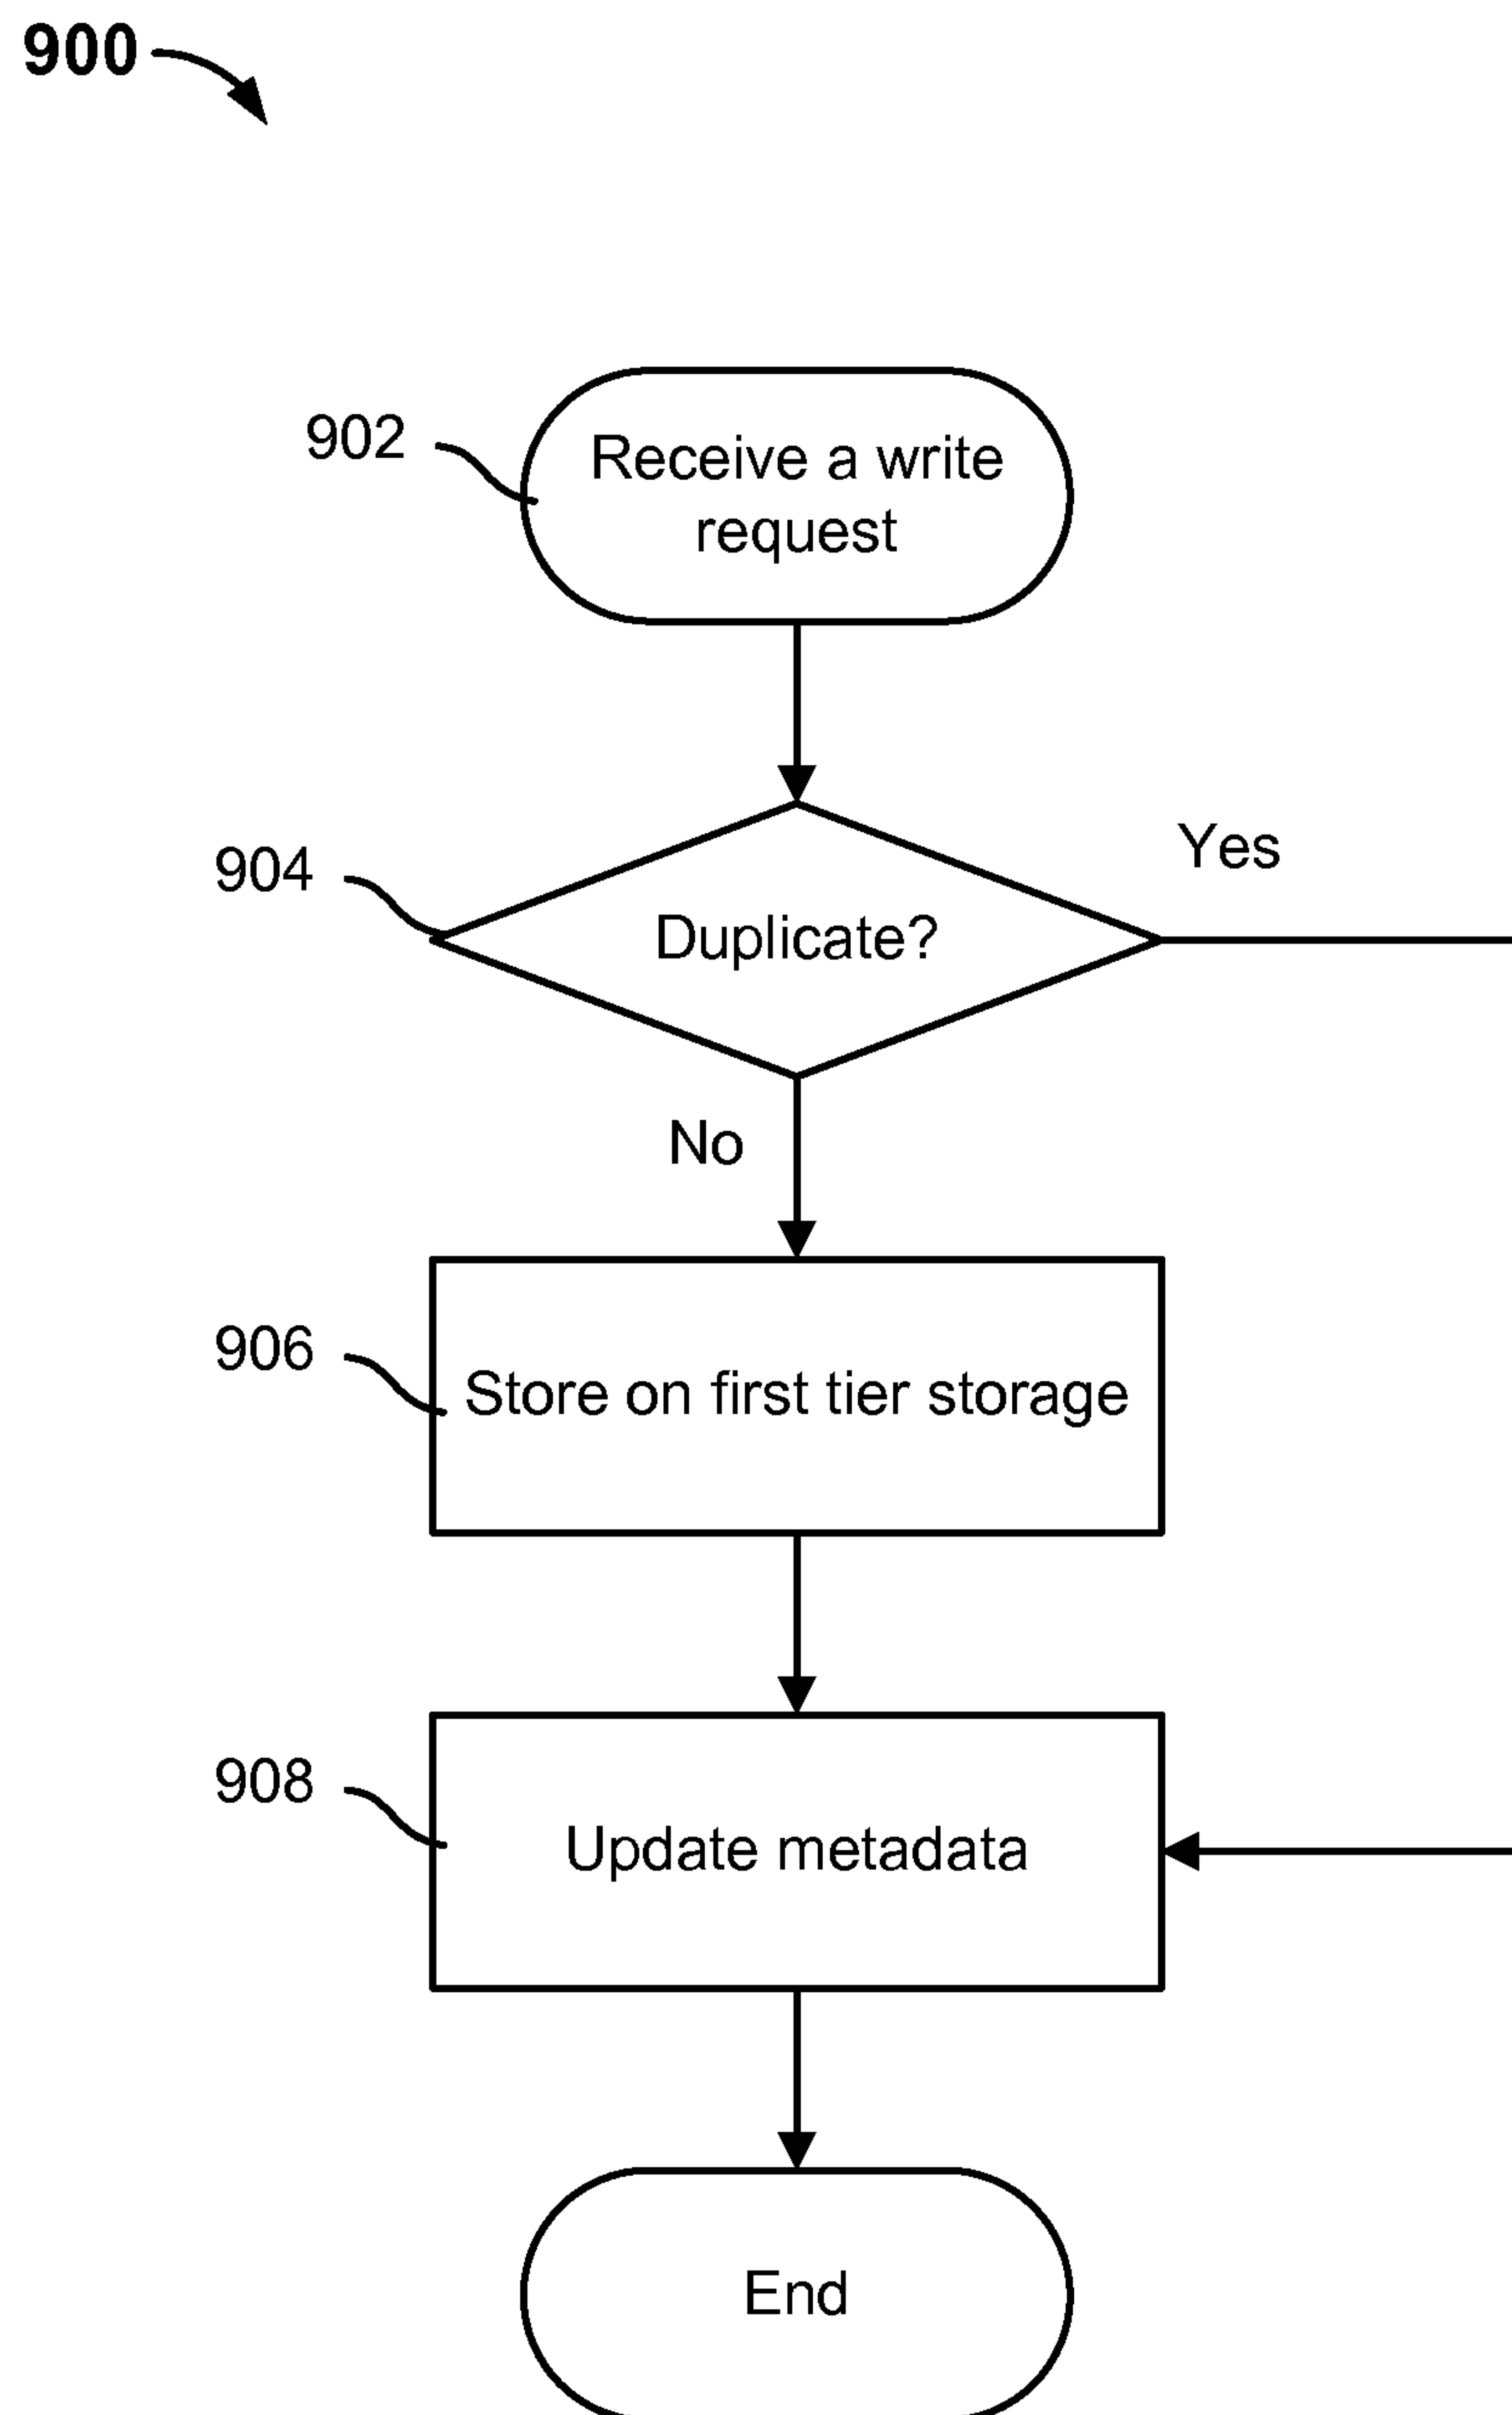 900
902
Receive a write
request
904
Duplicate?
Yes
No
906
Store on first tier storage
908
Update metadata
End